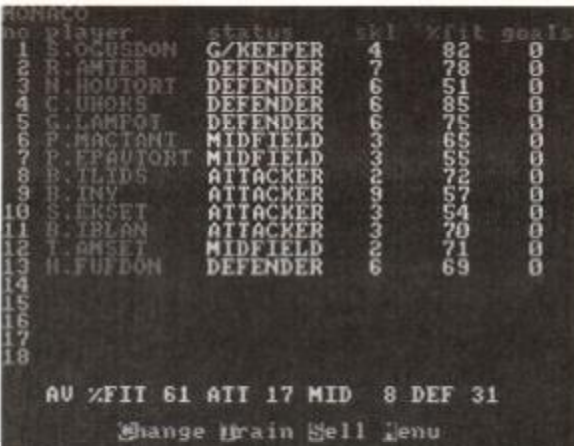 MONACO
no player status skl %fit goals
1 S.OGUSDON G/KEEPER 4 82 0
2 R.AMTER DEFENDER 7 78 0
3 N.HOVTORT DEFENDER 6 51 0
4 C.UHOKS DEFENDER 6 85 0
5 G.LAMPOT DEFENDER 6 75 0
6 P.MACTANT MIDFIELD 3 65 0
7 P.EPAVTORT MIDFIELD 3 55 0
8 B.TLTDS ATTACKER 2 72 0
9 B.INY ATTACKER 9 57 0
10 S.EKSET ATTACKER 3 54 0
11 B.IBLAN ATTACKER 3 70 0
12 T.AMSET MIDFIELD 2 71 0
13 H.FUFDON DEFENDER 6 69 0
14
15
16
17
18
AV %FIT 61 ATT 17 MID 8 DEF 31
Change Train Sell Menu